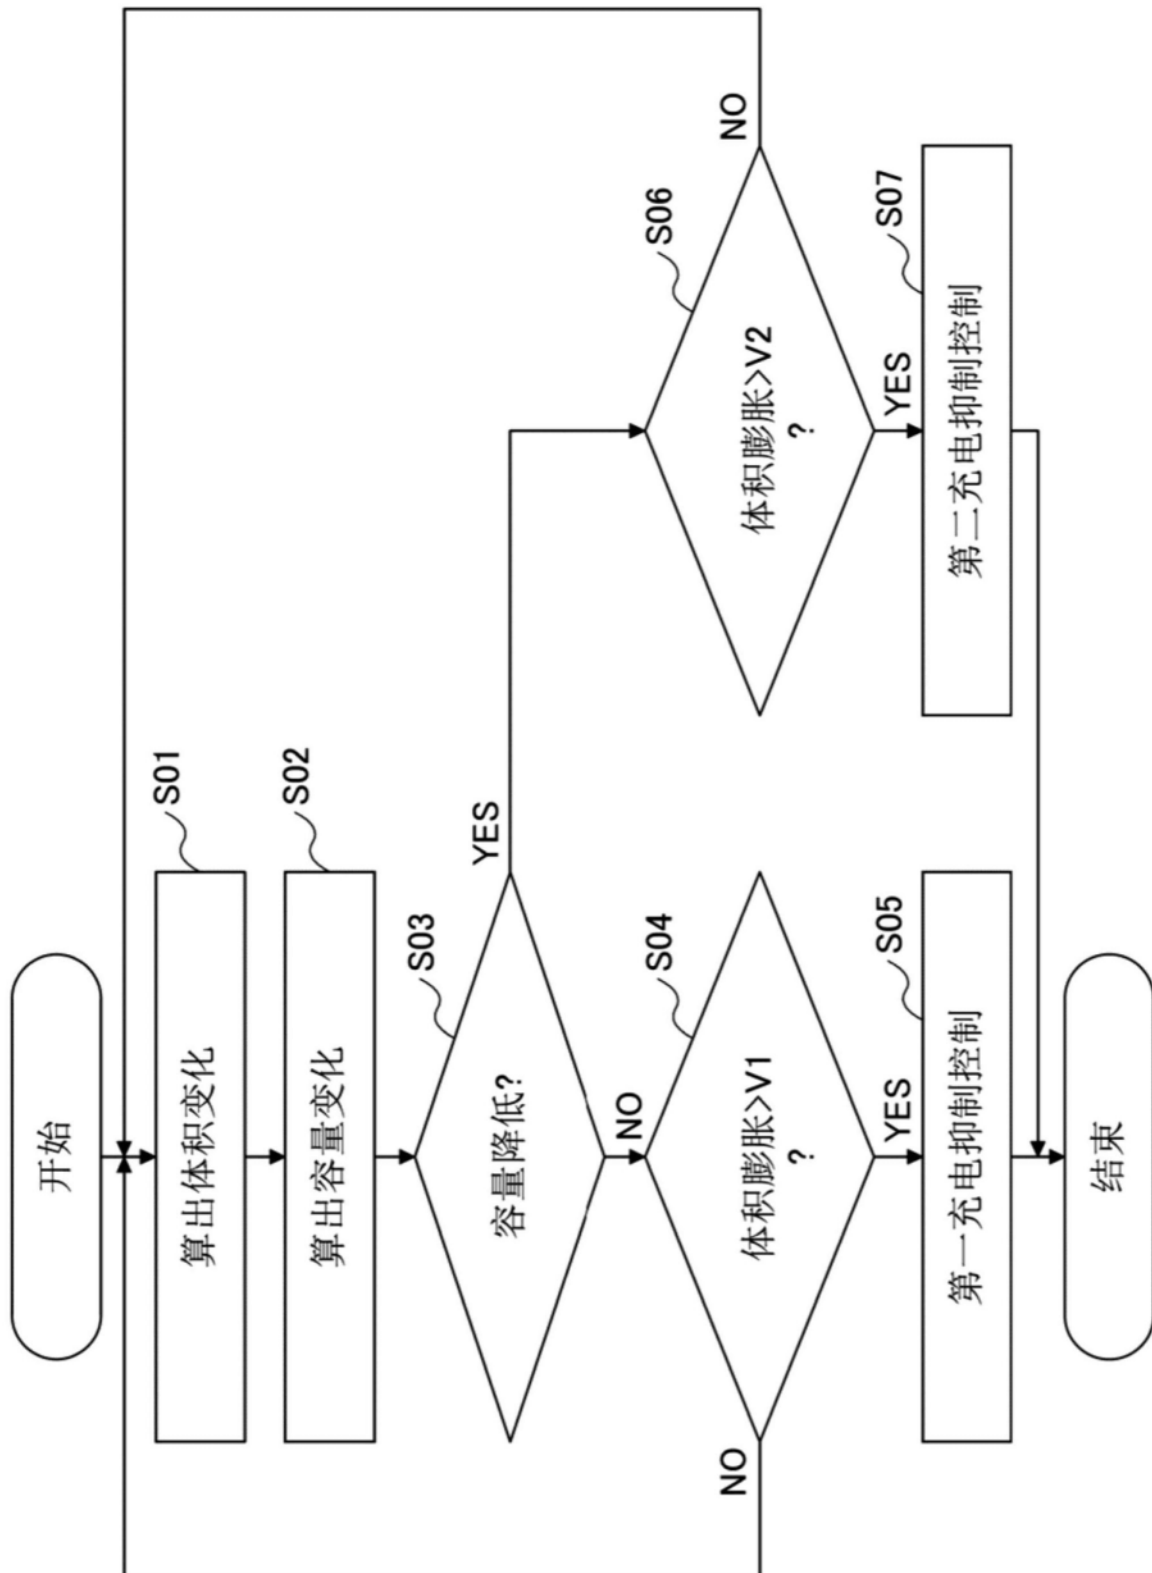 开始
算出体积变化
S01
算出容量变化
S02
容量降低?
S03
YES
NO
体积膨胀>V1
?
S04
NO
YES
第一充电抑制控制
S05
体积膨胀>V2
?
S06
NO
YES
第二充电抑制控制
S07
结束